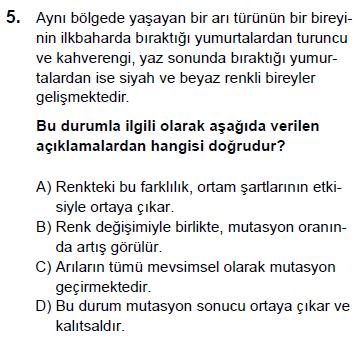 5. Aynı bölgede yaşayan bir arı türünün bir bireyi-
nin ilkbaharda bıraktığı yumurtalardan turuncu
ve kahverengi, yaz sonunda bıraktığı yumur-
talardan ise siyah ve beyaz renkli bireyler
gelişmektedir.
Bu durumla ilgili olarak aşağıda verilen
açıklamalardan hangisi doğrudur?
A) Renkteki bu farklılık, ortam şartlarının etki-
siyle ortaya çıkar.
B) Renk değişimiyle birlikte, mutasyon oranın-
da artış görülür.
C) Arıların tümü mevsimsel olarak mutasyon
geçirmektedir.
D) Bu durum mutasyon sonucu ortaya çıkar ve
kalıtsaldır.